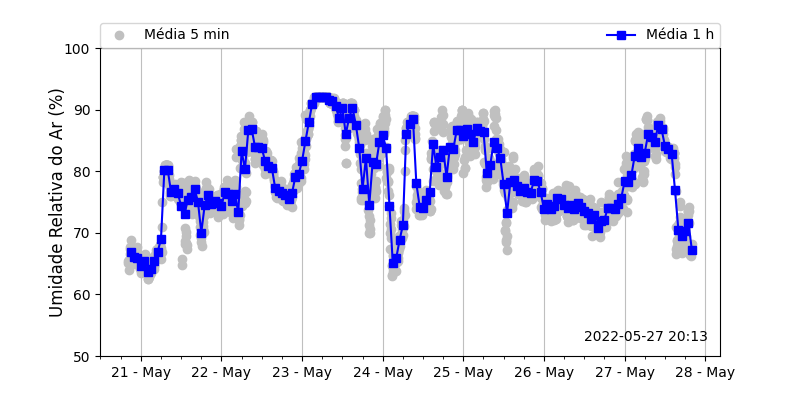 Média 5 min
Média 1 h
Umidade Relativa do Ar (%)
100
90
80
70
60
50
2022-05-27 20:13
21 - May
22 - May
23 - May
24 - May
25 - May
26 - May
27 - May
28 - May